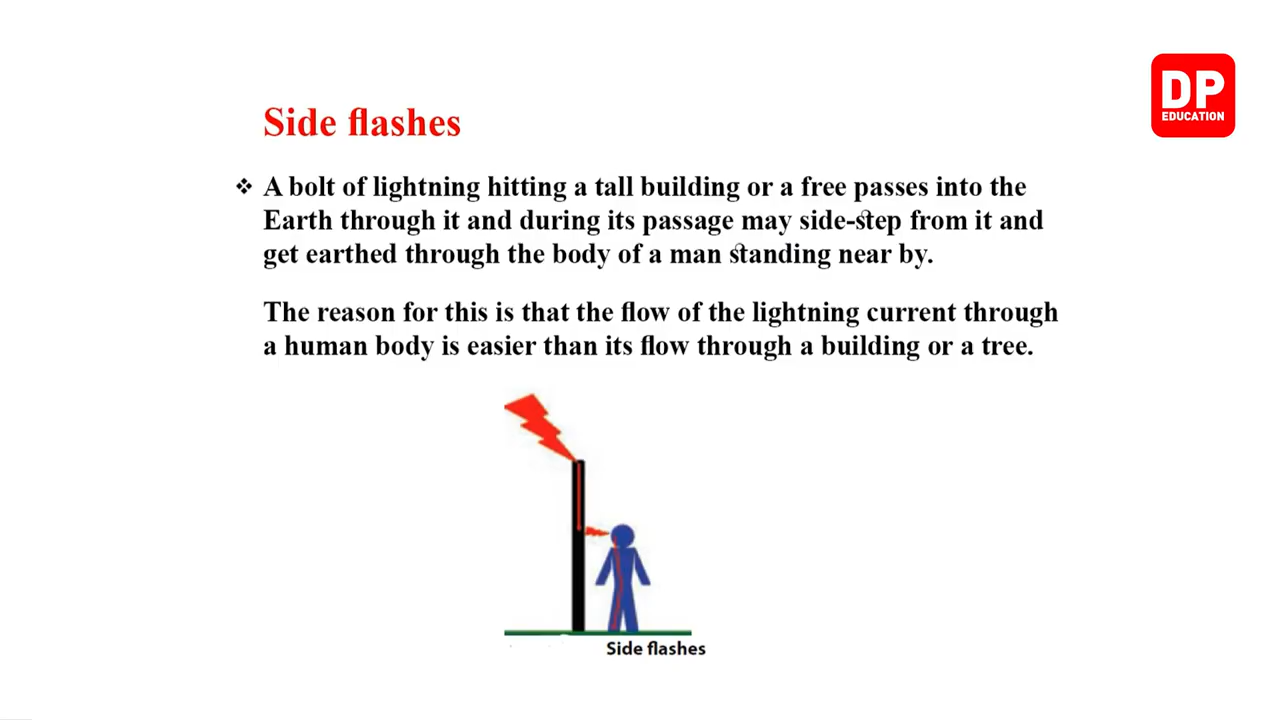 DP
EDUCATION
Side flashes
❖ A bolt of lightning hitting a tall building or a free passes into the
Earth through it and during its passage may side-step from it and
get earthed through the body of a man standing near by.
The reason for this is that the flow of the lightning current through
a human body is easier than its flow through a building or a tree.
Side flashes